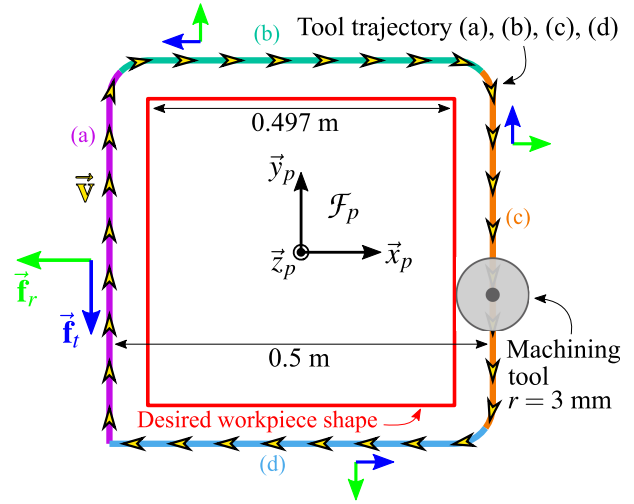 Tool trajectory (a), (b), (c), (d)
(b)
0.497 m
(a)
v
y_p
F_p
(c)
z_p
x_p
f_r
f_t
0.5 m
Machining
tool
r = 3 mm
Desired workpiece shape
(d)